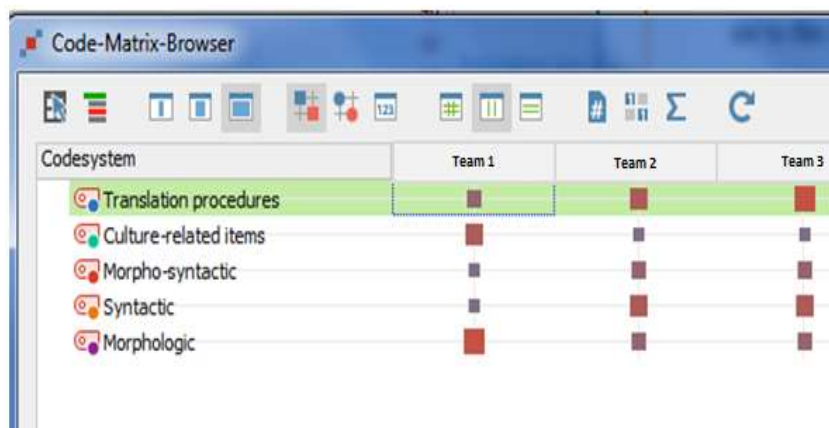 Code-Matrix-Browser
123
#
Σ
Codesystem Team 1 Team 2 Team 3
Translation procedures
Culture-related items
Morpho-syntactic
Syntactic
Morphologic